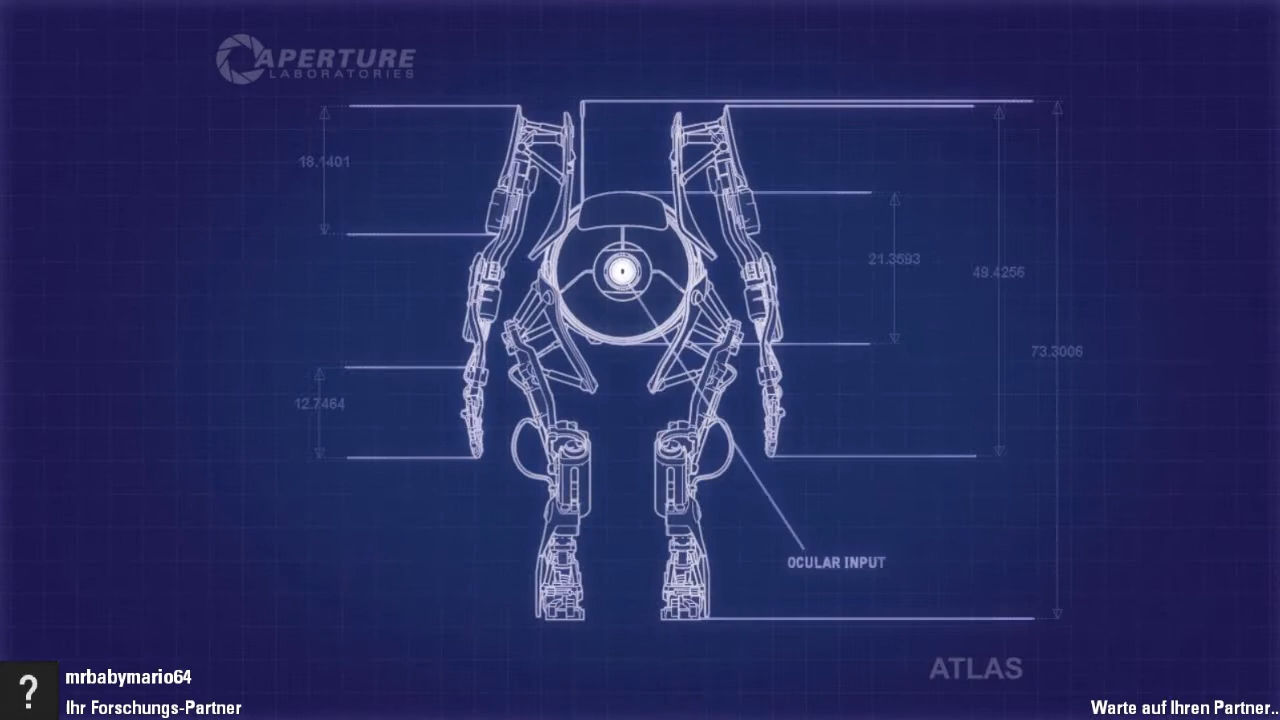 APERTURE
LABORATORIES
18.1401
21.3593
49.4256
73.3006
12.7464
OCULAR INPUT
ATLAS
?
mrbabymario64
Ihr Forschungs-Partner
Warte auf Ihren Partner..